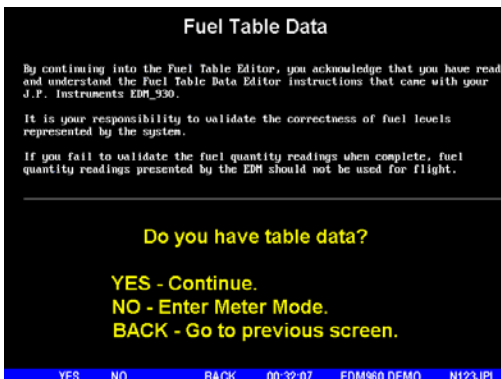 Fuel Table Data
By continuing into the Fuel Table Editor, you acknowledge that you have read
and understand the Fuel Table Data Editor instructions that came with your
J.P. Instruments EDM_930.
It is your responsibility to validate the correctness of fuel levels
represented by the system.
If you fail to validate the fuel quantity readings when complete, fuel
quantity readings presented by the EDM should not be used for flight.
Do you have table data?
YES - Continue.
NO - Enter Meter Mode.
BACK - Go to previous screen.
YES NO BACK 00:32:07 EDM960 DEMO N123JPI